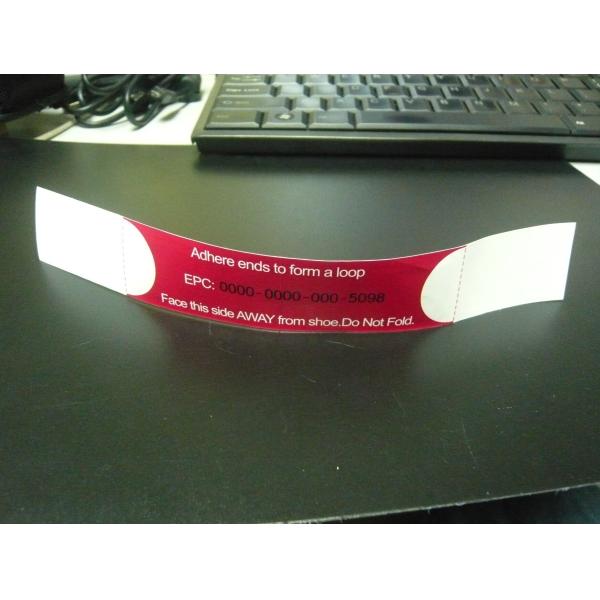 Adhere ends to form a loop
EPC: 0000-0000-000-5098
Face this side AWAY from shoe.Do Not Fold.